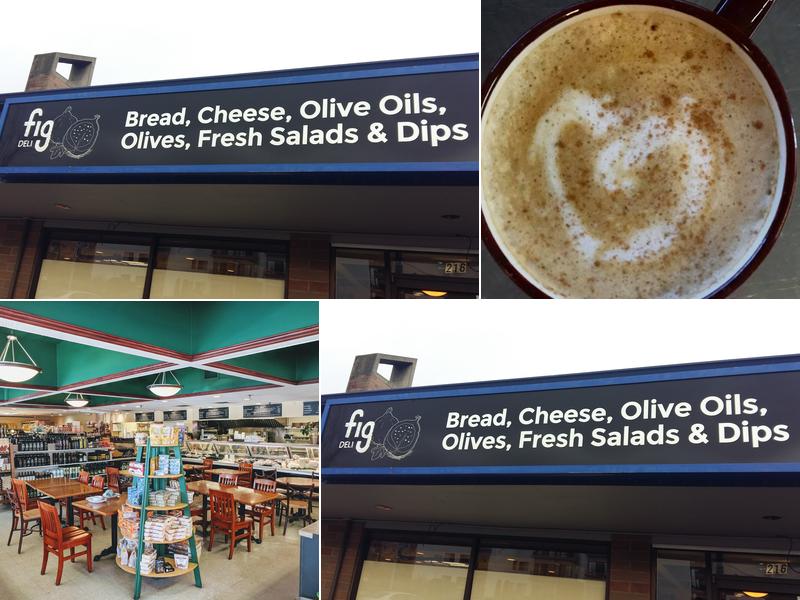 fig
DELI
Bread, Cheese, Olive Oils,
Olives, Fresh Salads & Dips
216
fig
DELI
Bread, Cheese, Olive Oils,
Olives, Fresh Salads & Dips
216